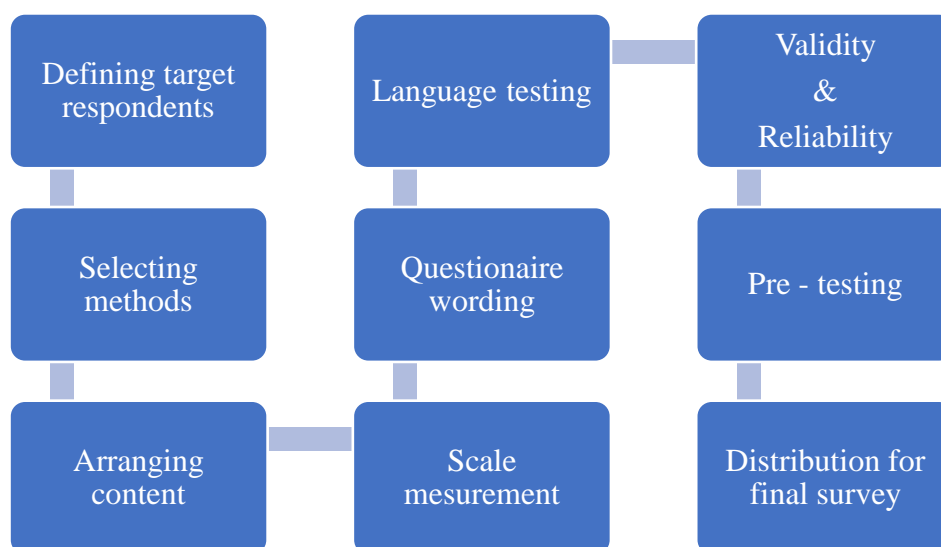 Defining target
respondents
Selecting
methods
Arranging
content
Scale
mesurement
Questionaire
wording
Language testing
Validity
&
Reliability
Pre - testing
Distribution for
final survey